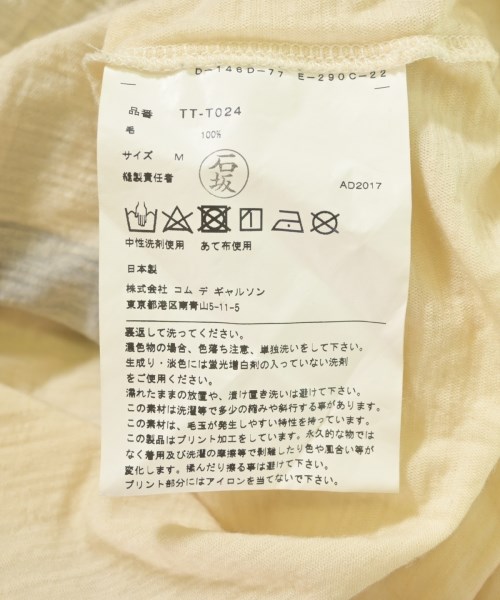 D-146D-77 E-290C-22
品番 TT-T024
毛 100%
サイズ M
石坂
縫製責任者
AD2017
中性洗剤使用 あて布使用
日本製
株式会社 コム デ ギャルソン
東京都港区南青山5-11-5
裏返して洗ってください。
濃色物の場合、色落ち注意、単独洗いをして下さい。
生成り・淡色には蛍光増白剤の入っていない洗剤
をご使用ください。
濡れたままの放置や、漬け置き洗いは避けて下さい。
この素材は洗濯等で多少の縮みや斜行する事があります。
この素材は、毛玉が発生しやすい特性を持っています。
この製品はプリント加工をしています。永久的な物では
なく着用及び洗濯の摩擦等で剥離したり色や風合い等が
変化します。揉んだり擦る事は避けて下さい。
プリント部分にはアイロンを当てないで下さい。